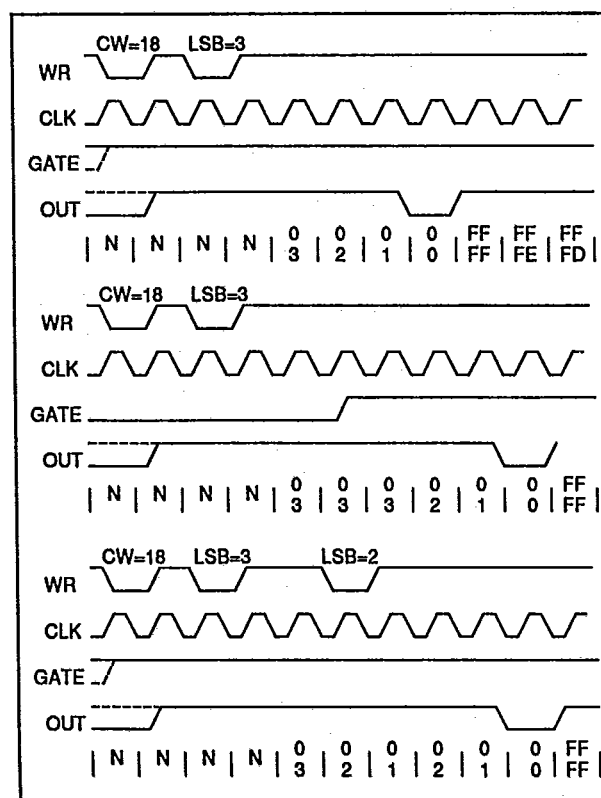 CW=18 LSB=3
WR
CLK
GATE
OUT
N N N N 0 0 0 0 FF FF FF
3 2 1 0 FF FE FD
CW=18 LSB=3
WR
CLK
GATE
OUT
N N N N 0 0 0 0 0 0 FF
3 3 3 2 1 0 FF
CW=18 LSB=3 LSB=2
WR
CLK
GATE
OUT
N N N N 0 0 0 0 0 0 FF
3 2 1 2 1 0 FF